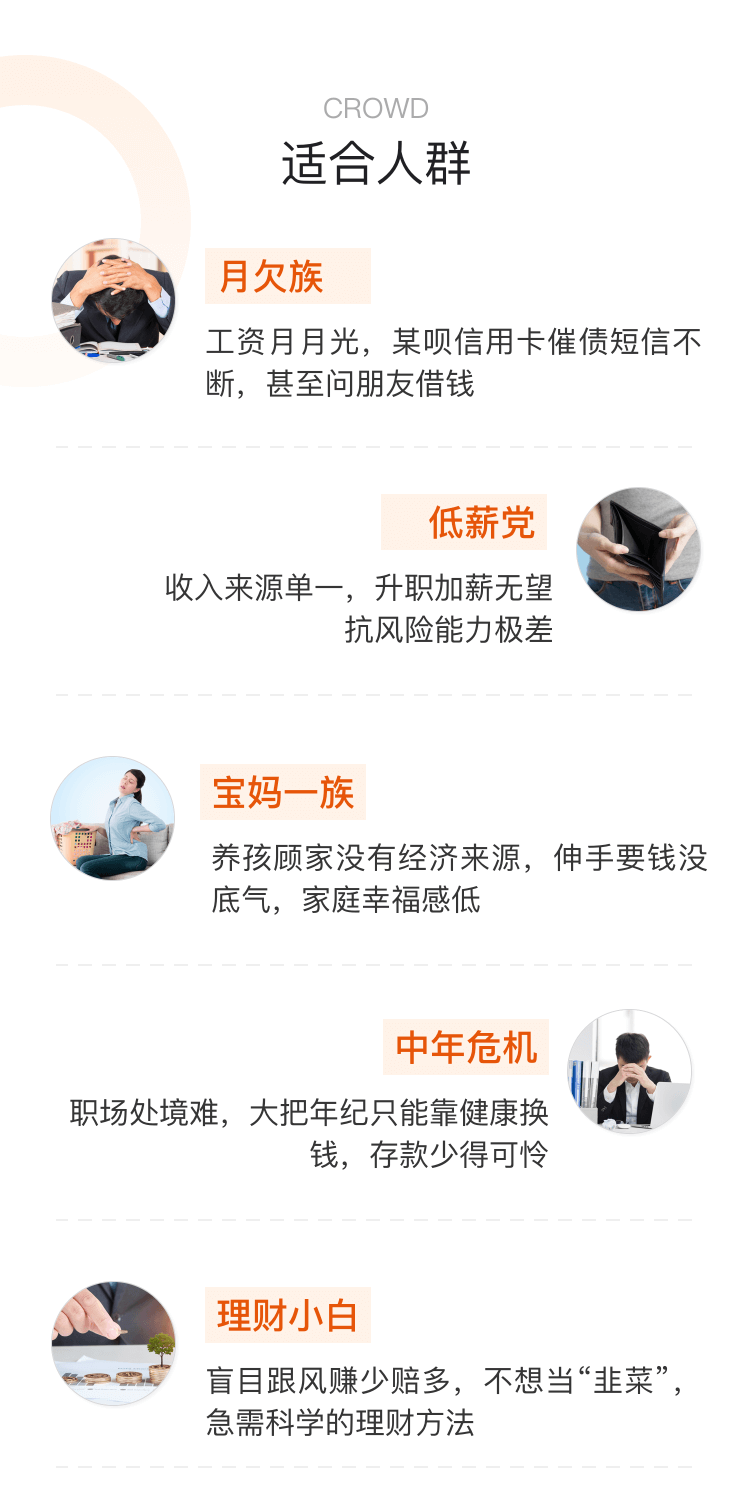 CROWD
适合人群
月欠族
工资月月光，某呗信用卡催债短信不
断，甚至问朋友借钱
低薪党
收入来源单一，升职加薪无望
抗风险能力极差
宝妈一族
养孩顾家没有经济来源，伸手要钱没
底气，家庭幸福感低
中年危机
职场处境难，大把年纪只能靠健康换
钱，存款少得可怜
理财小白
盲目跟风赚少赔多，不想当“韭菜”，
急需科学的理财方法